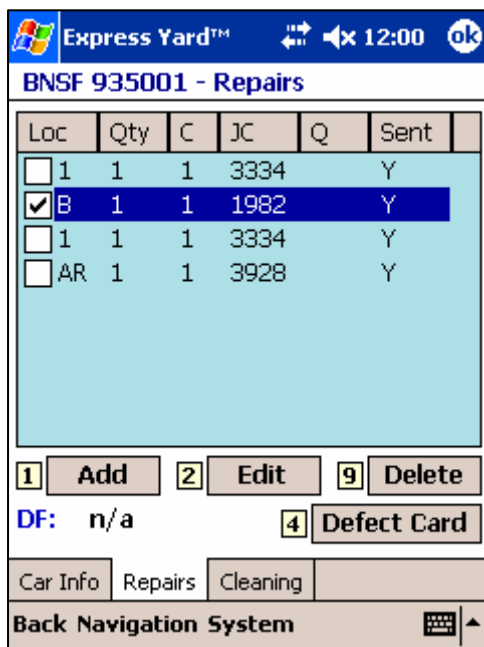 Express Yard™ 12:00 ok
BNSF 935001 - Repairs
Loc Qty C JC Q Sent
1 1 1 3334 Y
B 1 1 1982 Y
1 1 1 3334 Y
AR 1 1 3928 Y
1 Add 2 Edit 9 Delete
DF: n/a 4 Defect Card
Car Info Repairs Cleaning
Back Navigation System